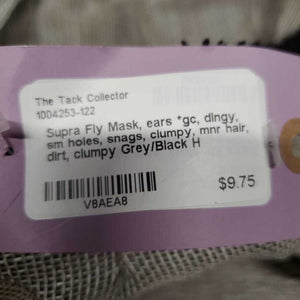 The Tack Collector
1004253-122
Supra Fly Mask, ears *gc, dingy,
sm holes, snags, clumpy, mnr hair,
dirt, clumpy Grey/Black H
$9.75
V8AEA8